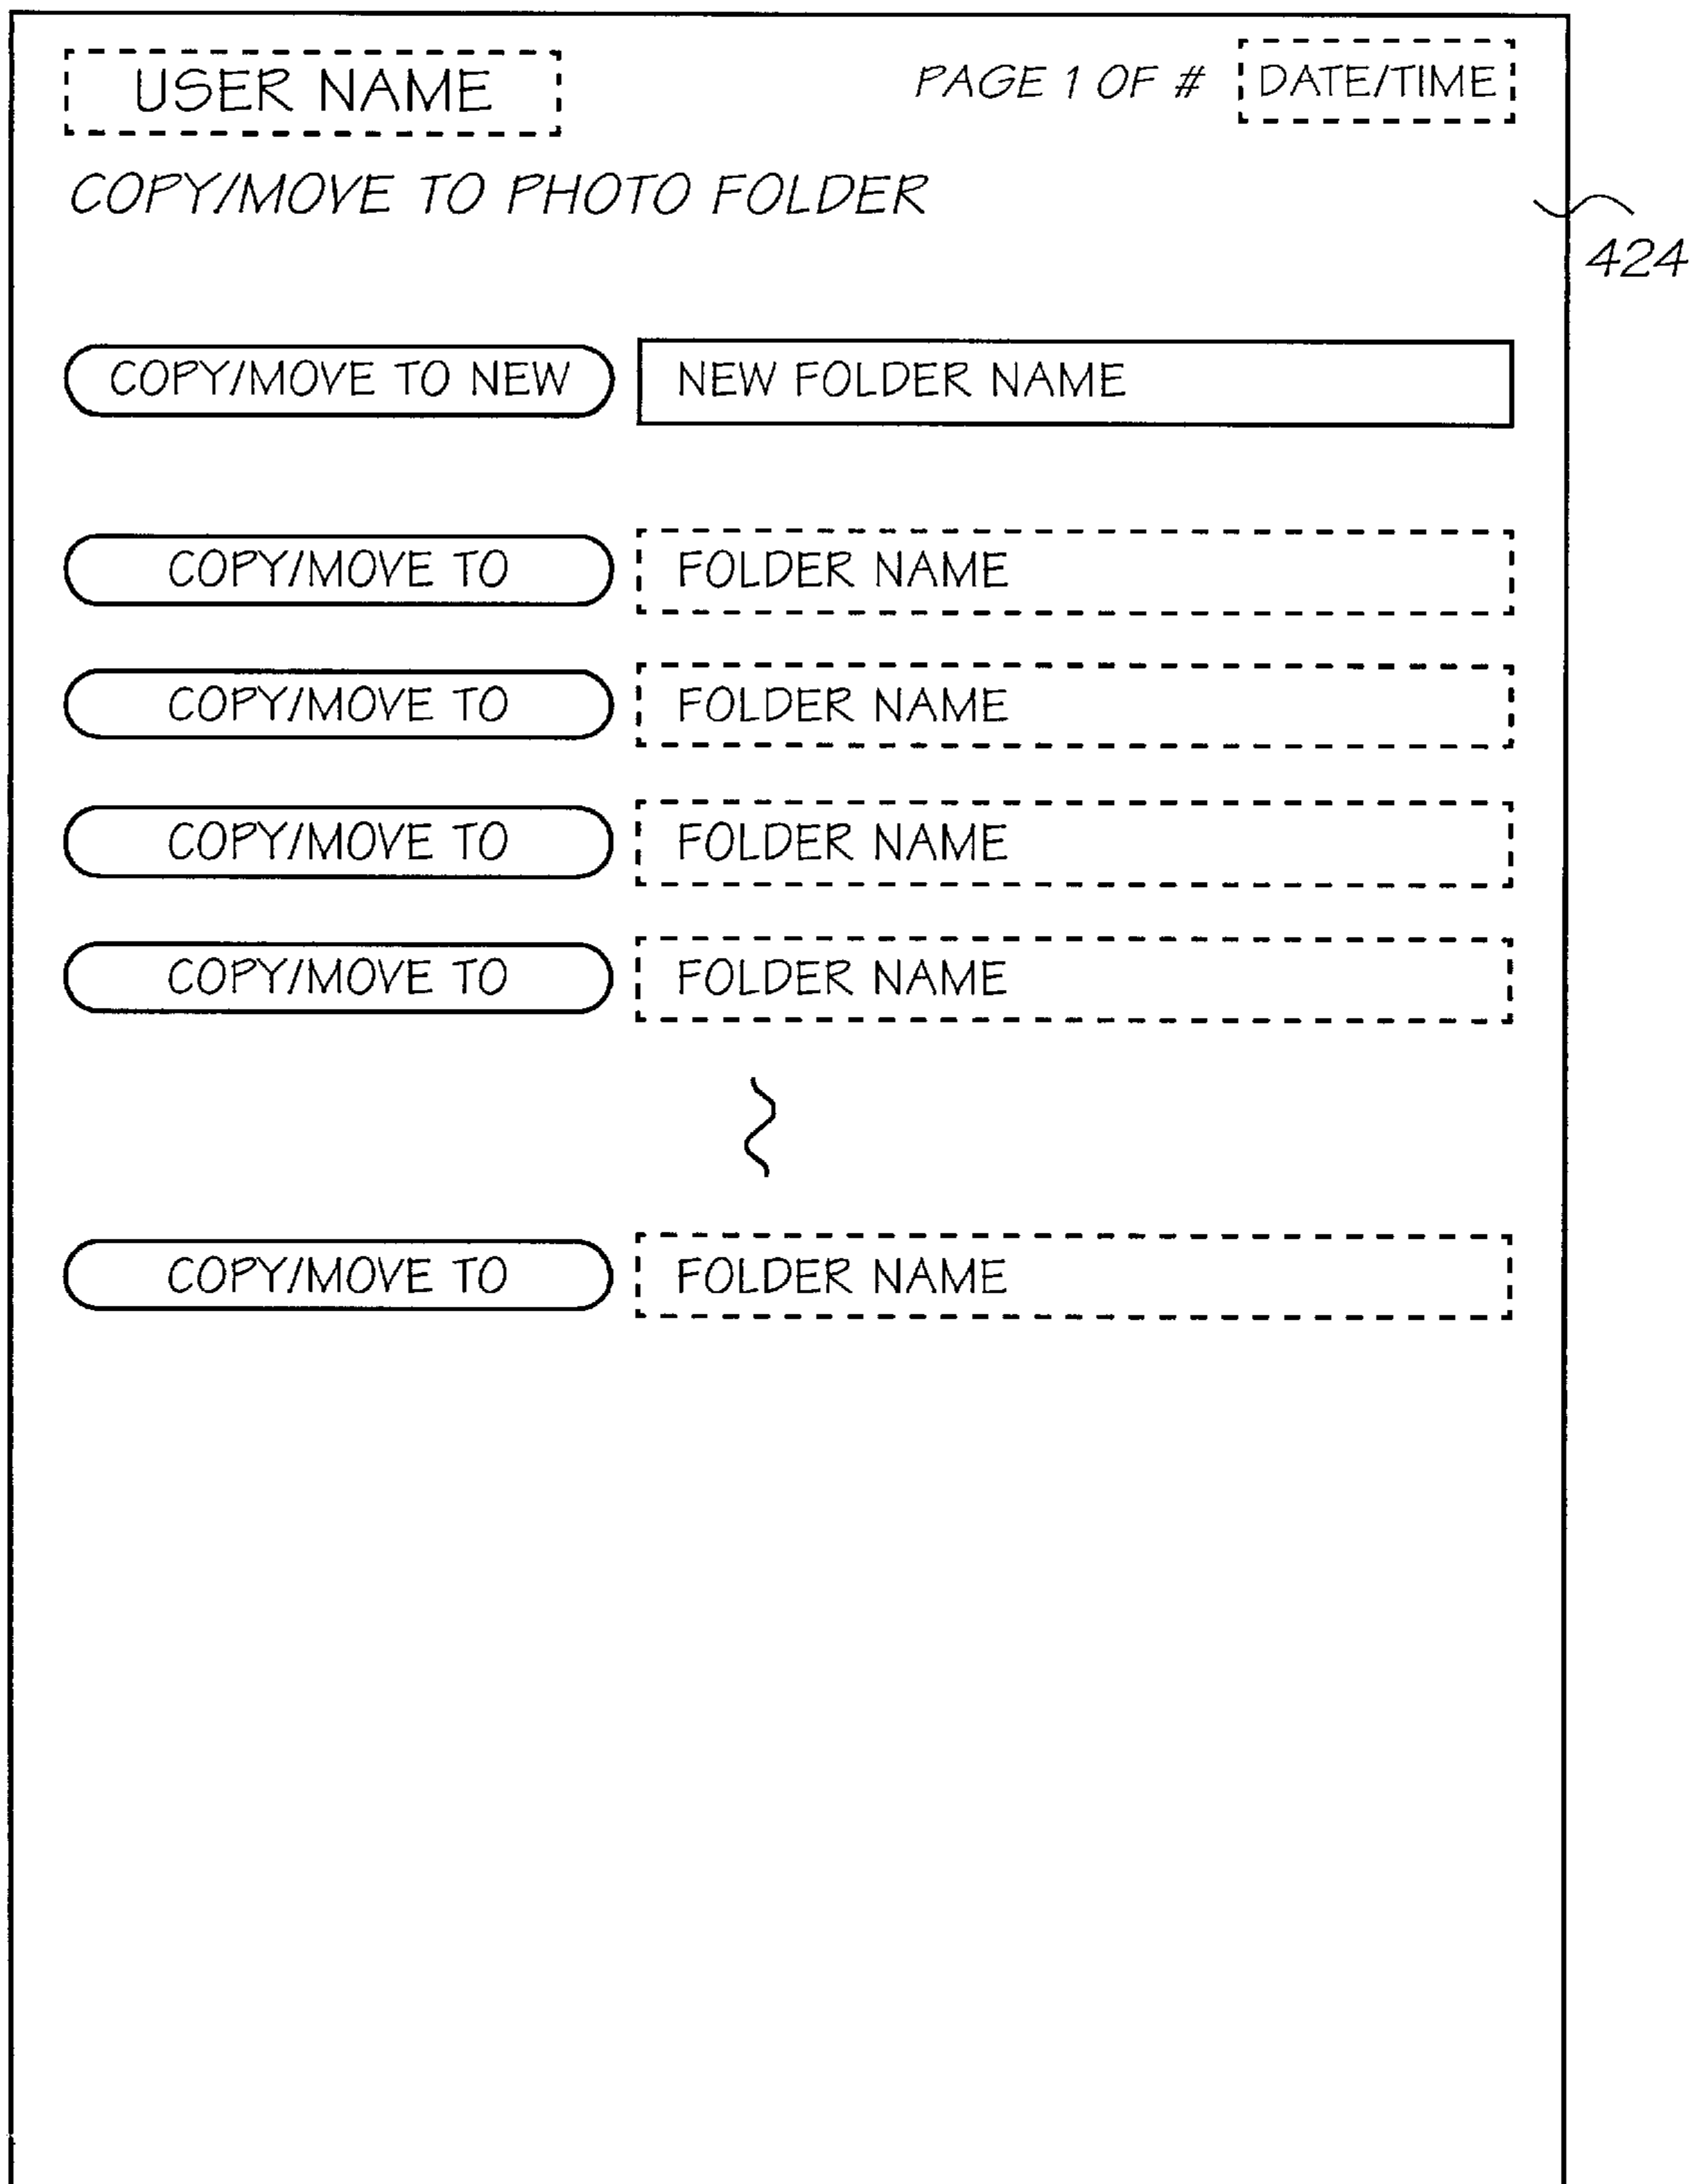 USER NAME PAGE 1 OF # DATE/TIME
COPY/MOVE TO PHOTO FOLDER
424
COPY/MOVE TO NEW NEW FOLDER NAME
COPY/MOVE TO FOLDER NAME
COPY/MOVE TO FOLDER NAME
COPY/MOVE TO FOLDER NAME
COPY/MOVE TO FOLDER NAME
COPY/MOVE TO FOLDER NAME